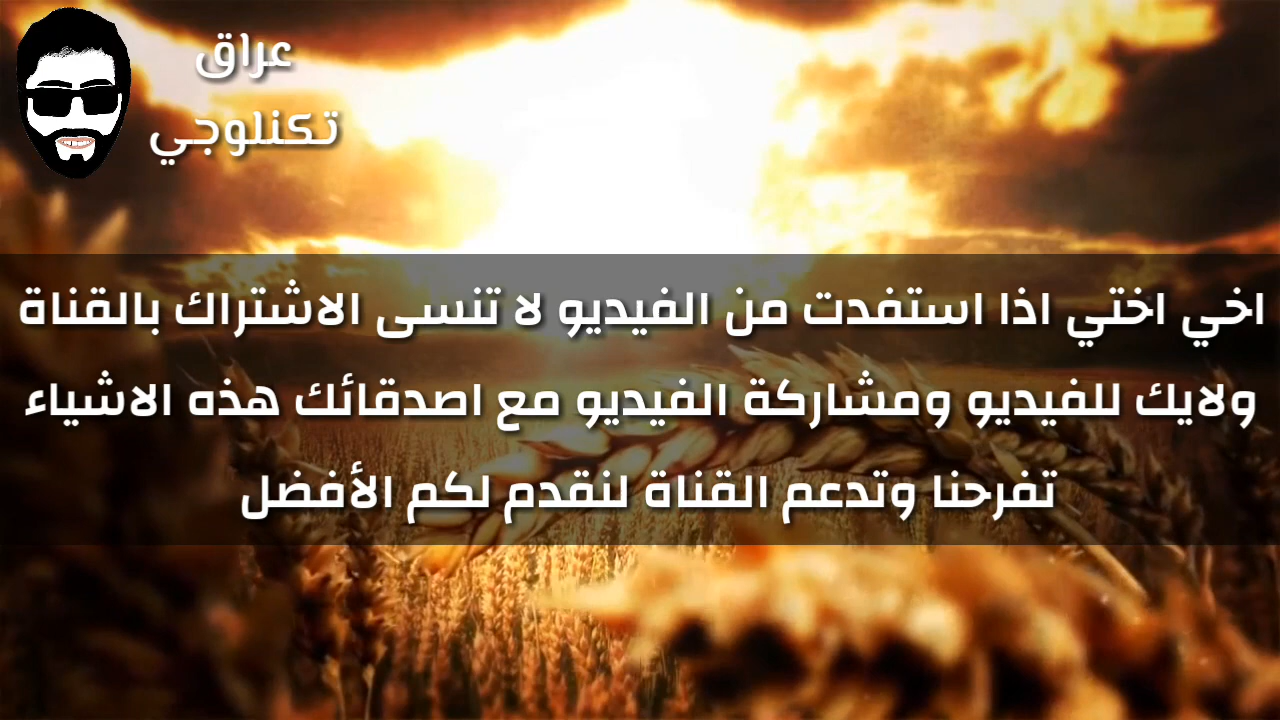 عراق
تكنلوجي
اخي اختي اذا استفدت من الفيديو لا تنسى الاشتراك بالقناة
ولايك للفيديو ومشاركة الفيديو مع اصدقائك هذه الاشياء
تفرحنا وتدعم القناة لنقدم لكم الأفضل